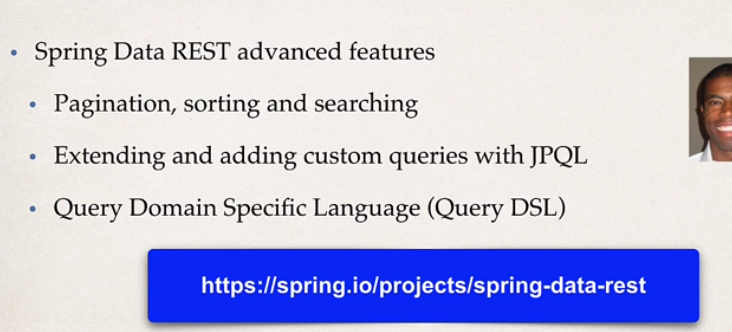 Spring Data REST advanced features
Pagination, sorting and searching
Extending and adding custom queries with JPQL
Query Domain Specific Language (Query DSL)
https://spring.io/projects/spring-data-rest